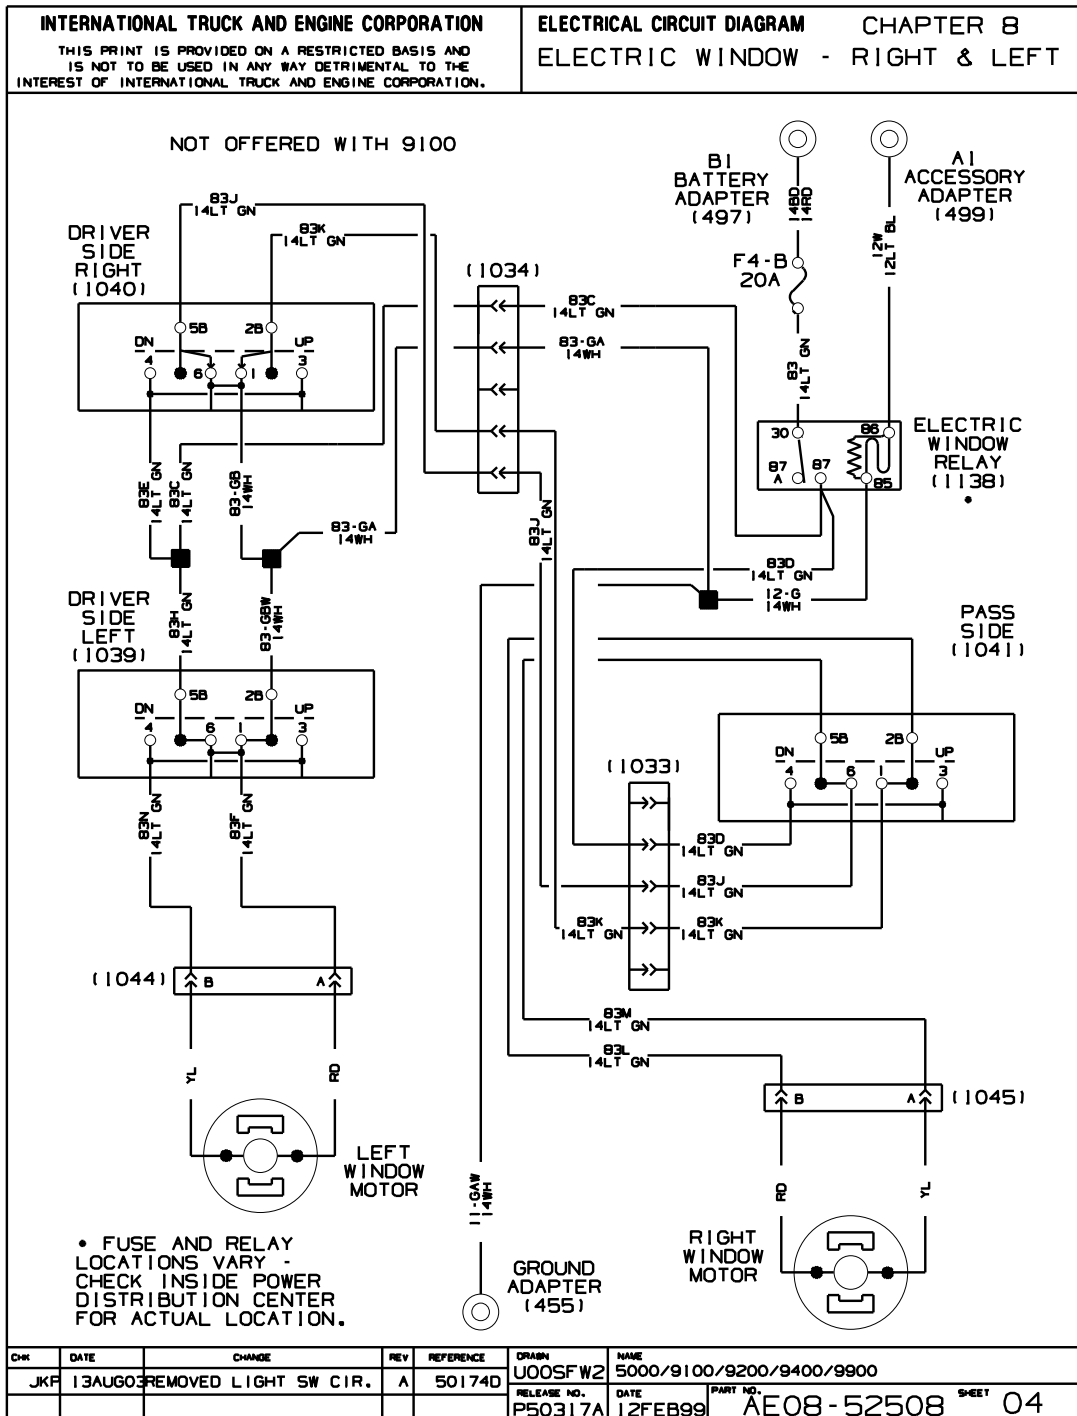 INTERNATIONAL TRUCK AND ENGINE CORPORATION
THIS PRINT IS PROVIDED ON A RESTRICTED BASIS AND
IS NOT TO BE USED IN ANY WAY DETRIMENTAL TO THE
INTEREST OF INTERNATIONAL TRUCK AND ENGINE CORPORATION.
ELECTRICAL CIRCUIT DIAGRAM CHAPTER 8
ELECTRIC WINDOW - RIGHT & LEFT
NOT OFFERED WITH 9100
B1
BATTERY
ADAPTER
(497)
A1
ACCESSORY
ADAPTER
(499)
14BD
14RD
12W
12LT BL
F4-B
20A
83J
14LT GN
83K
14LT GN
DRIVER
SIDE
RIGHT
(1040)
(1034)
83C
14LT GN
83-GA
14WH
83
14LT GN
5B
2B
DN
UP
4
6
1
3
ELECTRIC
WINDOW
RELAY
(1138)
•
30
86
87
A
87
85
83E
14LT GN
83C
14LT GN
83-GB
14WH
83-GA
14WH
83J
14LT GN
83D
14LT GN
12-G
14WH
DRIVER
SIDE
LEFT
(1039)
83H
14LT GN
83-GBW
14WH
PASS
SIDE
(1041)
5B
2B
DN
UP
4
6
1
3
5B
2B
DN
UP
4
6
1
3
(1033)
83N
14LT GN
83F
14LT GN
83D
14LT GN
83J
14LT GN
83K
14LT GN
83K
14LT GN
(1044)
B
A
83M
14LT GN
83L
14LT GN
YL
RD
B
A
(1045)
LEFT
WINDOW
MOTOR
11-GAW
14WH
RD
YL
RIGHT
WINDOW
MOTOR
GROUND
ADAPTER
(455)
• FUSE AND RELAY
LOCATIONS VARY -
CHECK INSIDE POWER
DISTRIBUTION CENTER
FOR ACTUAL LOCATION.
CHK DATE CHANGE REV REFERENCE
JKP 13AUG03 REMOVED LIGHT SW CIR. A 50174D
DRAWN
U00SFW2
NAME
5000/9100/9200/9400/9900
RELEASE NO.
P50317A
DATE
12FEB99
PART NO.
AE08-52508
SHEET 04